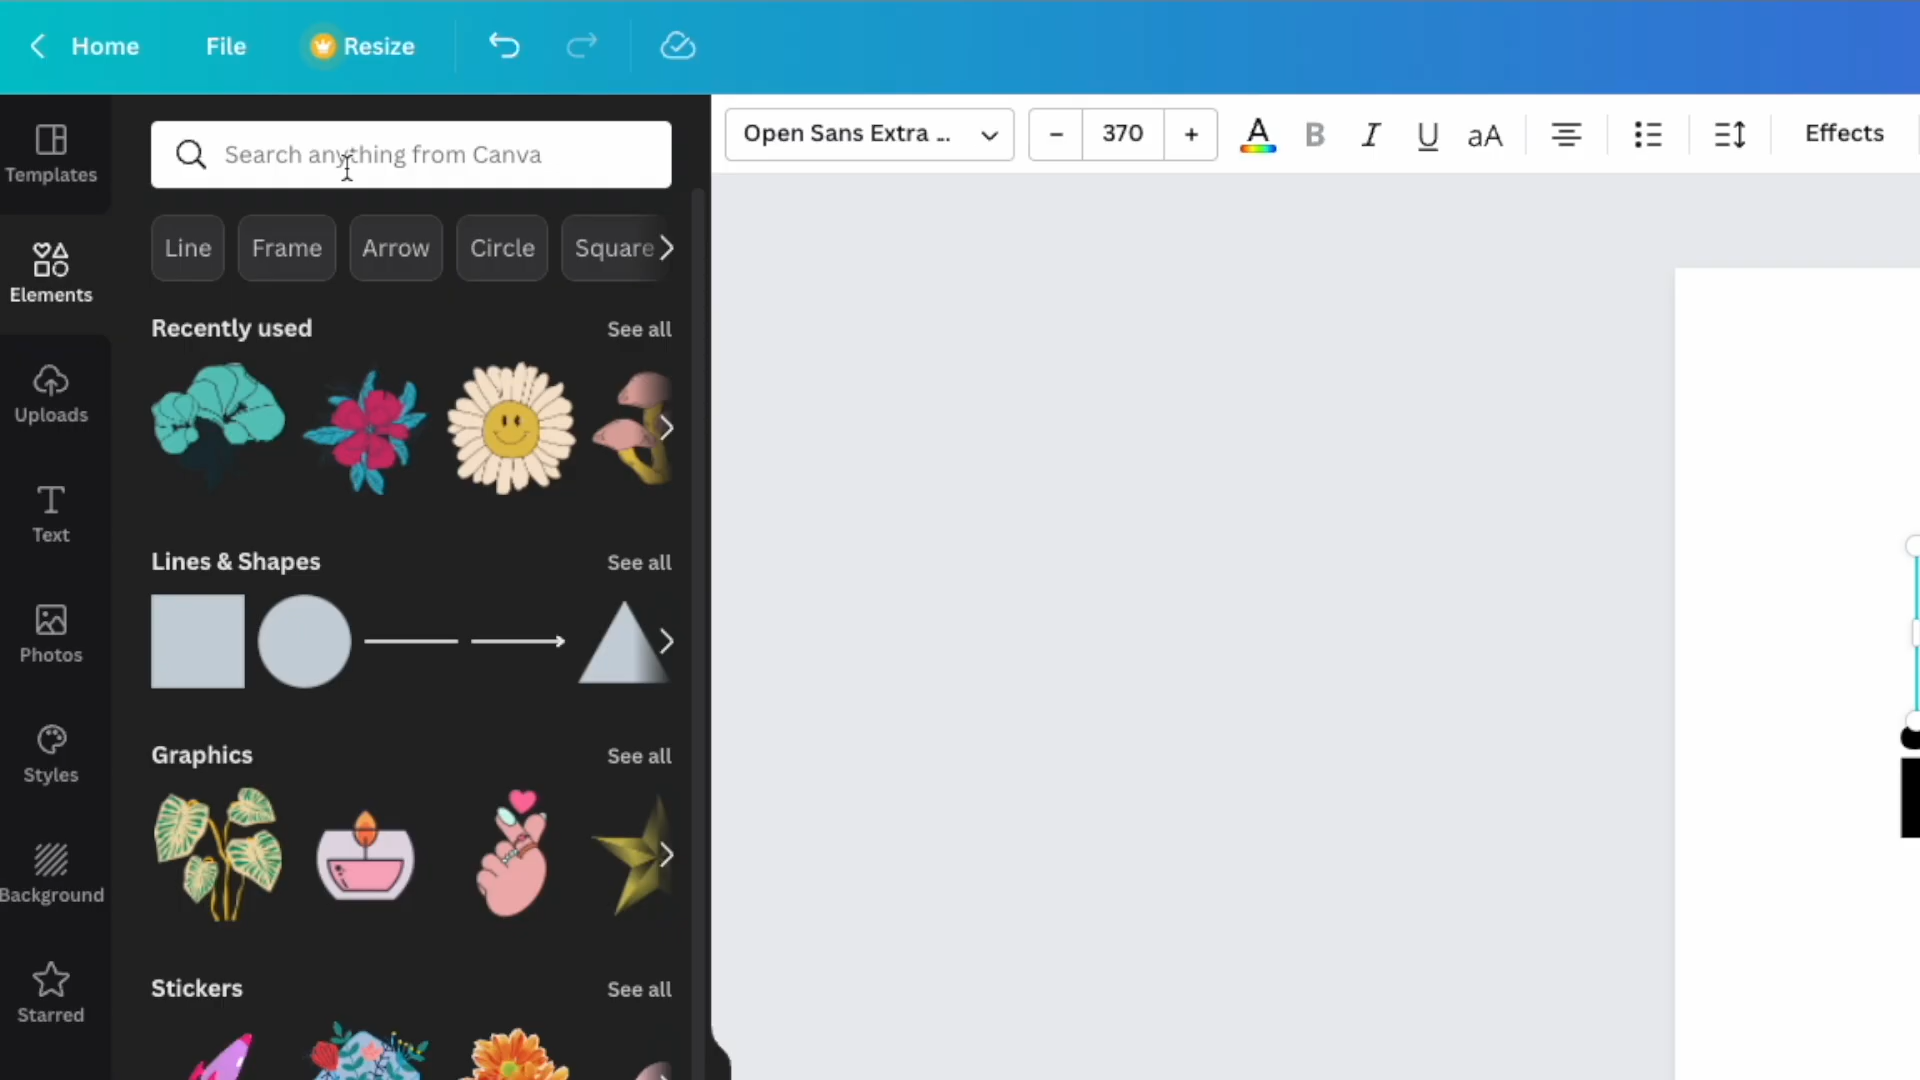 Home File Resize
Search anything from Canva
Open Sans Extra ... − 370 + A B I U aA Effects
Line Frame Arrow Circle Square
Templates
Elements
Uploads
Text
Photos
Styles
Background
Starred
Recently used See all
Lines & Shapes See all
Graphics See all
Stickers See all